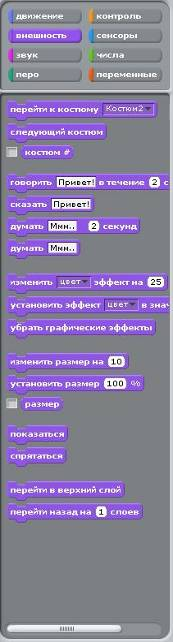 движение контроль
внешность сенсоры
звук числа
перо переменные
перейти к костюму Костюм2
следующий костюм
костюм #
говорить Привет! в течение 2 с
сказать Привет!
думать Ммм.. 2 секунд
думать Ммм..
изменить цвет эффект на 25
установить эффект цвет в знач
убрать графические эффекты
изменить размер на 10
установить размер 100 %
размер
показаться
спрятаться
перейти в верхний слой
перейти назад на 1 слоев